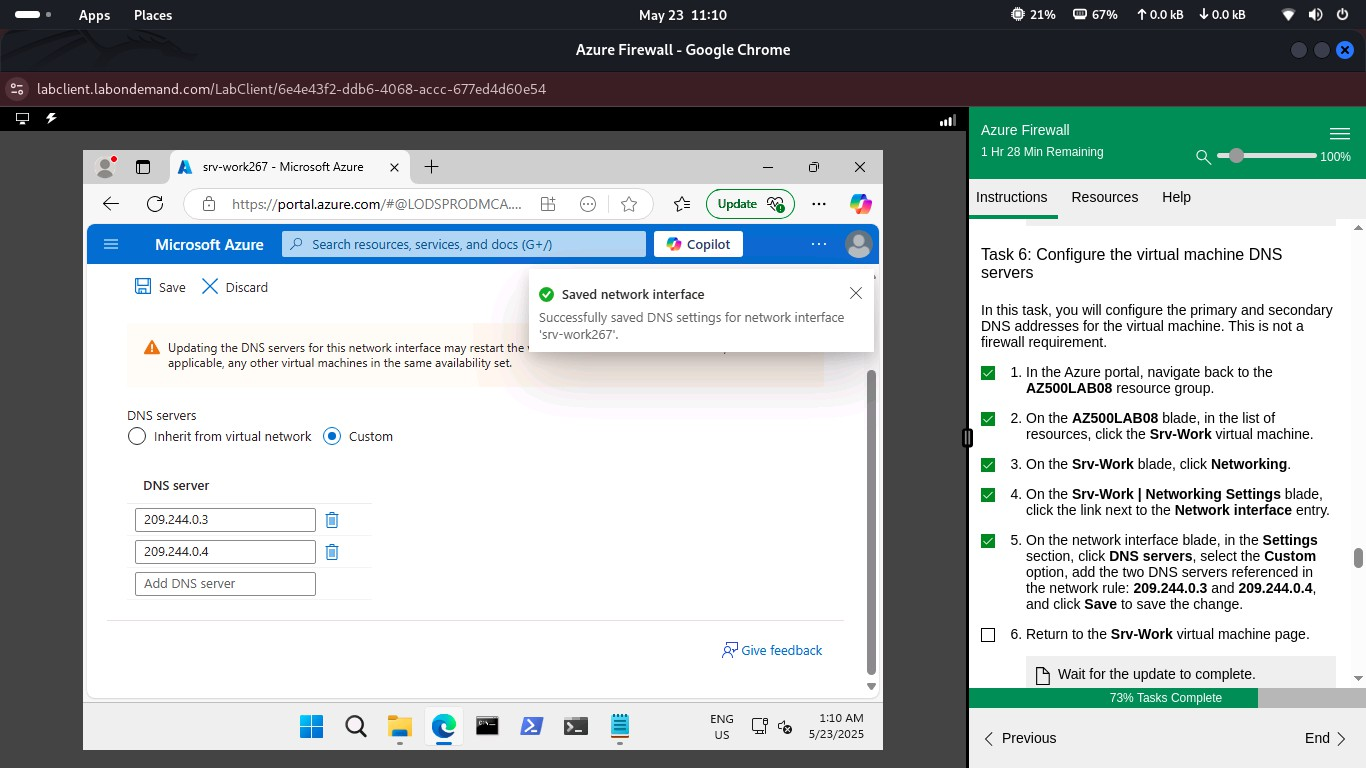 Apps Places May 23 11:10 21% 67% 0.0 kB 0.0 kB
Azure Firewall - Google Chrome
labclient.labondemand.com/LabClient/6e4e43f2-ddb6-4068-accc-677ed4d60e54
srv-work267 - Microsoft Azure
https://portal.azure.com/#@LODSPRODMCA....
Update
Microsoft Azure
Search resources, services, and docs (G+/)
Copilot
Save Discard
Saved network interface
Successfully saved DNS settings for network interface
'srv-work267'.
Updating the DNS servers for this network interface may restart the
applicable, any other virtual machines in the same availability set.
DNS servers
Inherit from virtual network Custom
DNS server
209.244.0.3
209.244.0.4
Add DNS server
Give feedback
ENG
US
1:10 AM
5/23/2025
Azure Firewall
1 Hr 28 Min Remaining
100%
Instructions Resources Help
Task 6: Configure the virtual machine DNS
servers
In this task, you will configure the primary and secondary
DNS addresses for the virtual machine. This is not a
firewall requirement.
1. In the Azure portal, navigate back to the
AZ500LAB08 resource group.
2. On the AZ500LAB08 blade, in the list of
resources, click the Srv-Work virtual machine.
3. On the Srv-Work blade, click Networking.
4. On the Srv-Work | Networking Settings blade,
click the link next to the Network interface entry.
5. On the network interface blade, in the Settings
section, click DNS servers, select the Custom
option, add the two DNS servers referenced in
the network rule: 209.244.0.3 and 209.244.0.4,
and click Save to save the change.
6. Return to the Srv-Work virtual machine page.
Wait for the update to complete.
73% Tasks Complete
Previous End